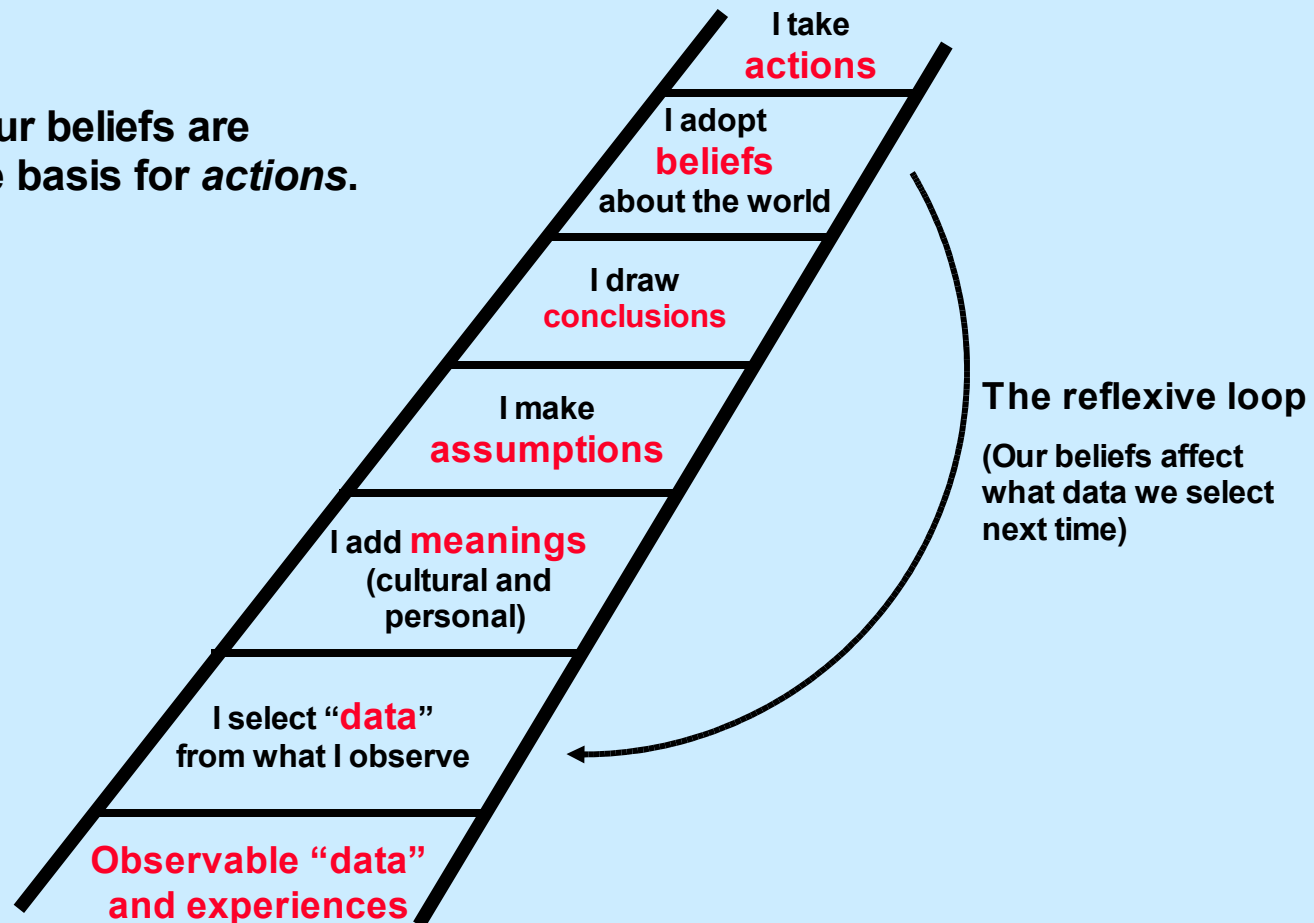 I take
actions
ur beliefs are
e basis for actions.
I adopt
beliefs
about the world
I draw
conclusions
I make
assumptions
The reflexive loop
(Our beliefs affect
what data we select
next time)
I add meanings
(cultural and
personal)
I select “data”
from what I observe
Observable “data”
and experiences